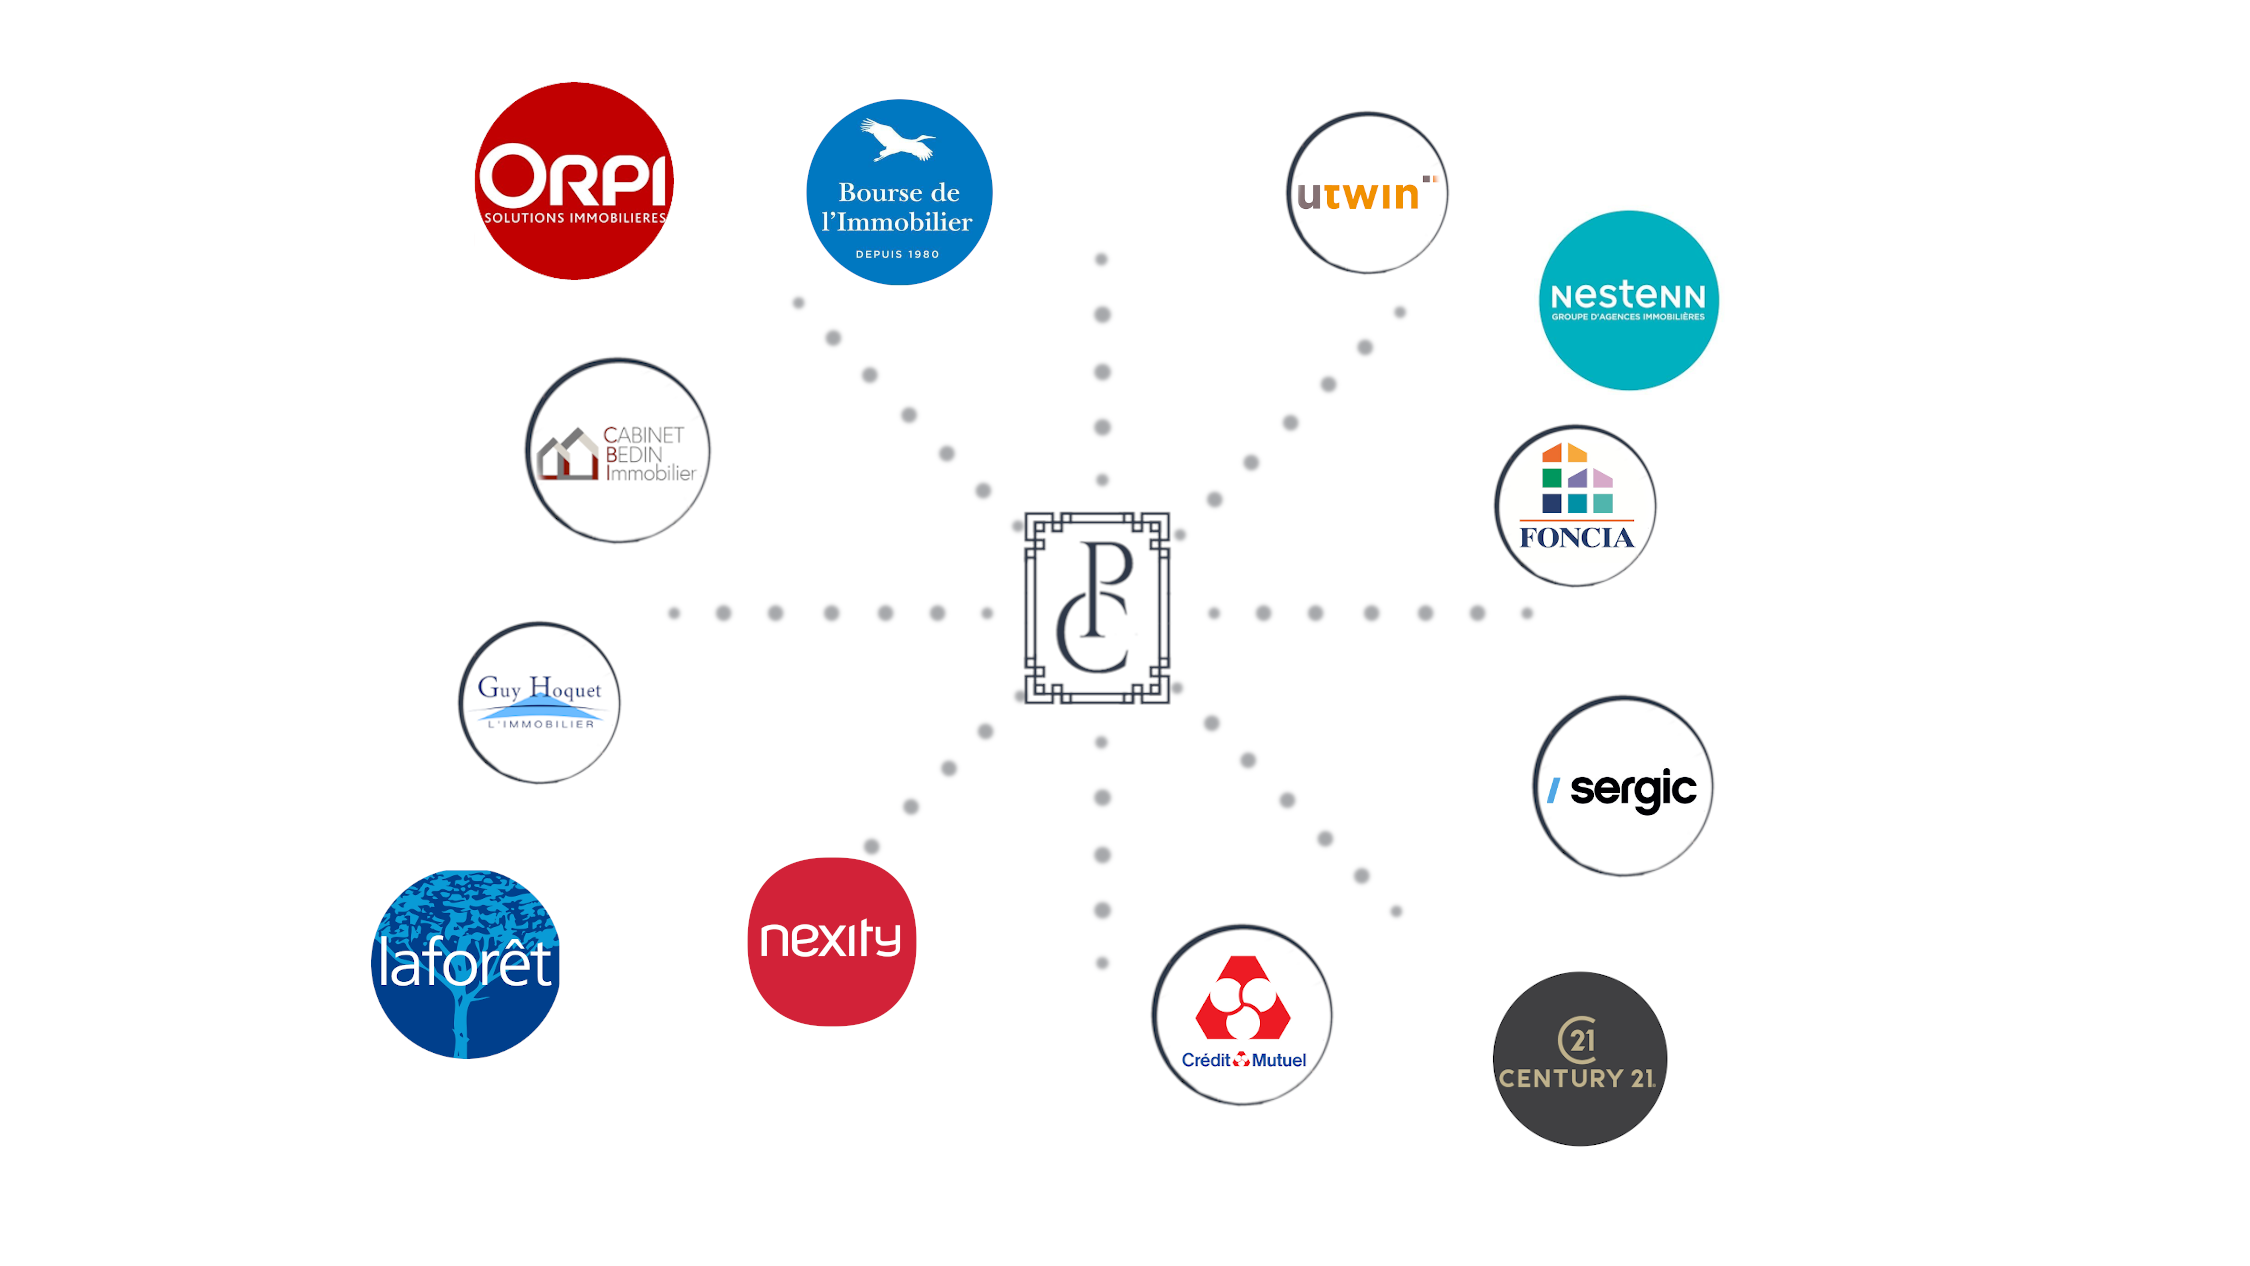 ORPI
SOLUTIONS IMMOBILIERES
Bourse de
l'Immobilier
DEPUIS 1980
utwin
Nestenn
GROUPE D'AGENCES IMMOBILIÈRES
CABINET
BEDIN
Immobilier
FONCIA
PC
Guy Hoquet
L'IMMOBILIER
sergic
laforêt
nexity
Crédit Mutuel
21
CENTURY 21.